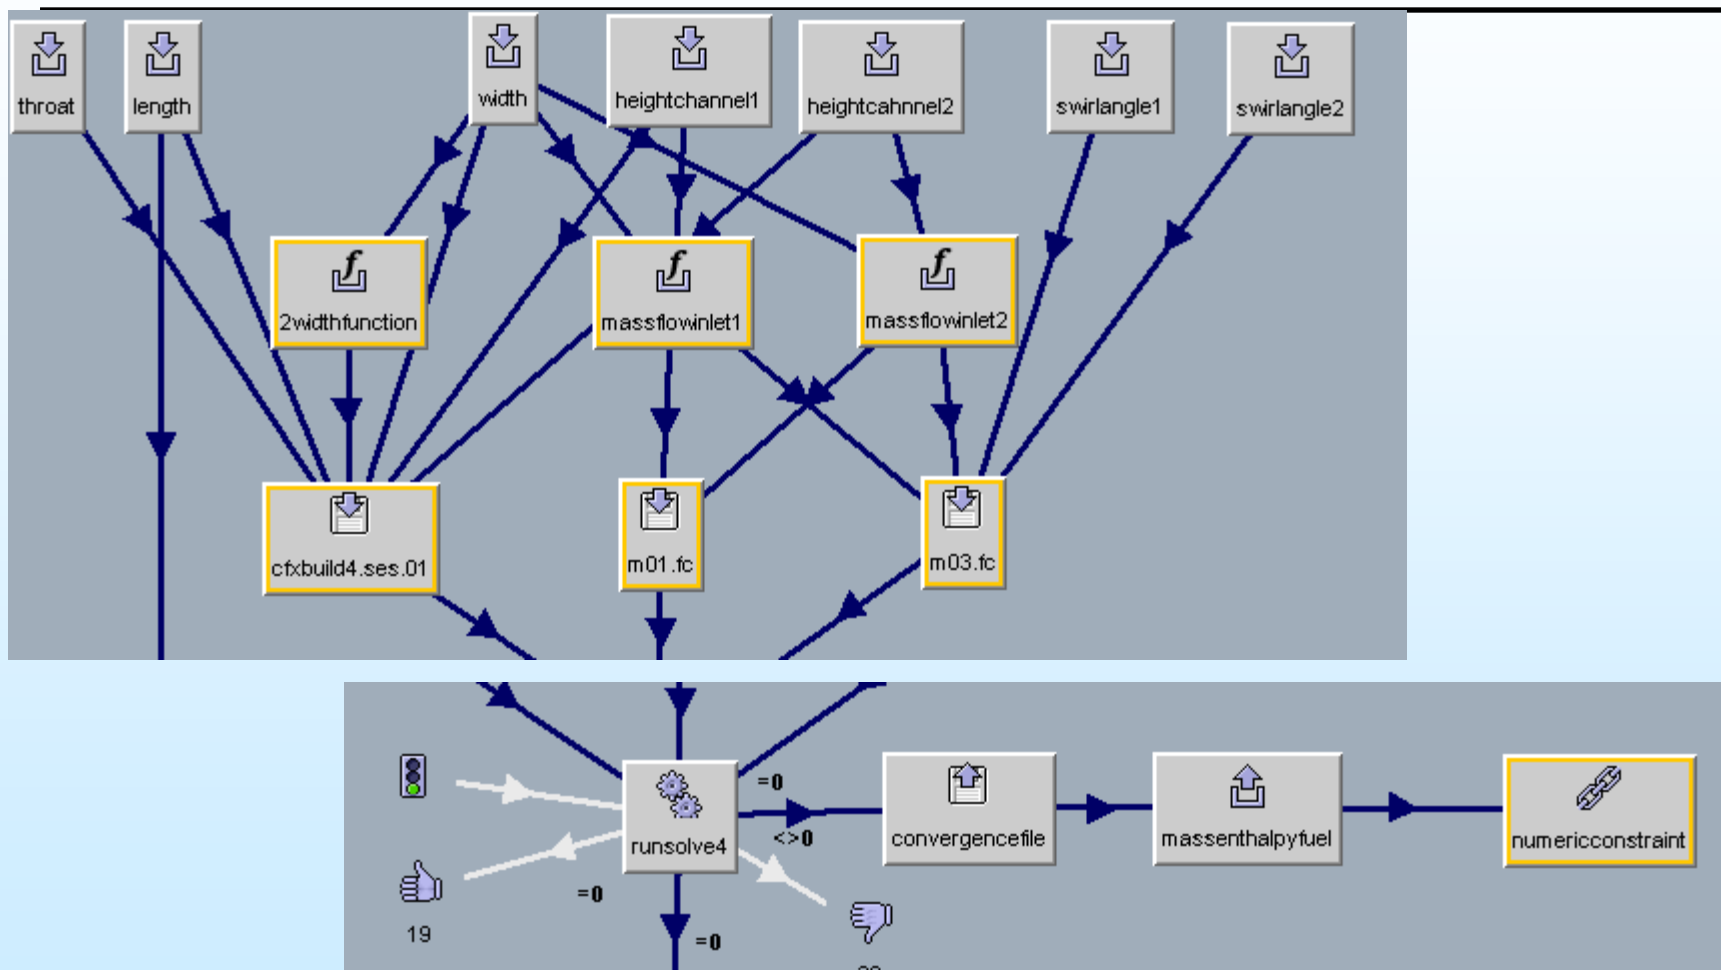 throat
length
width
heightchannel1
heightcahnnel2
swirlangle1
swirlangle2
2widthfunction
massflowinlet1
massflowinlet2
cfxbuild4.ses.01
m01.fc
m03.fc
=0
runsolve4
<>0
convergencefile
massenthalpyfuel
numericconstraint
=0
19
=0